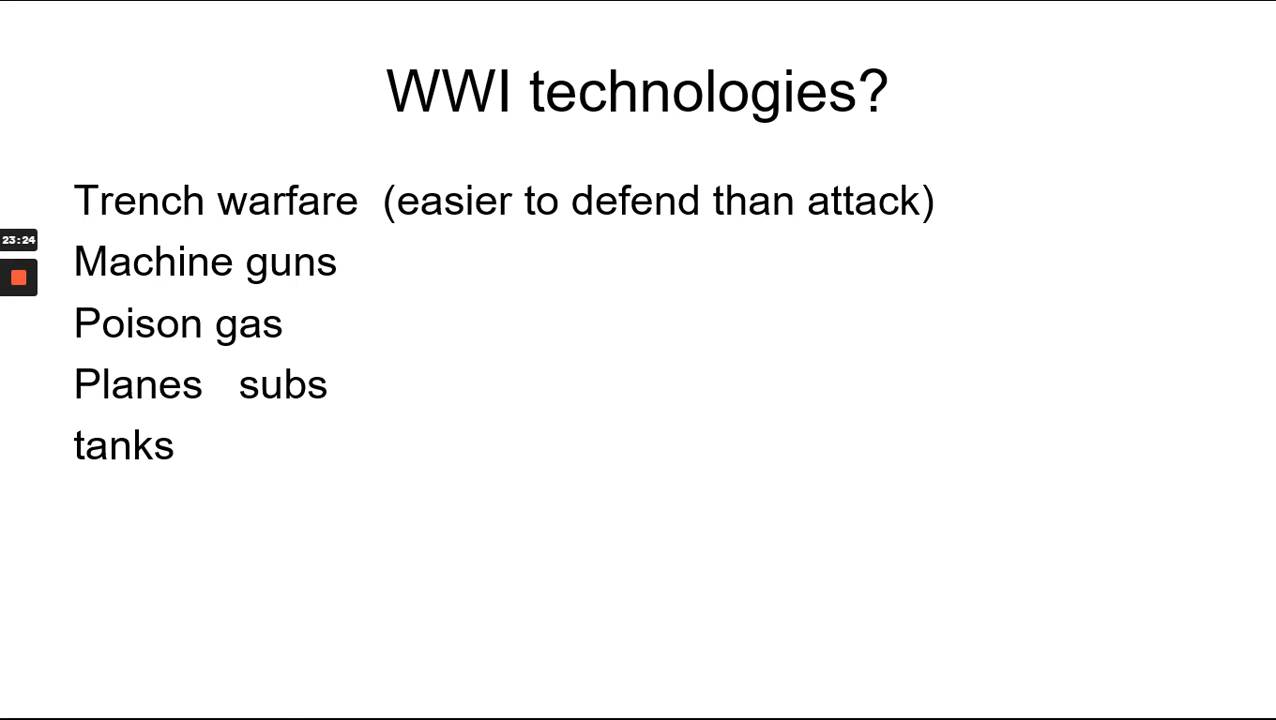 WWI technologies?
Trench warfare  (easier to defend than attack)
23:24
Machine guns
Poison gas
Planes   subs
tanks